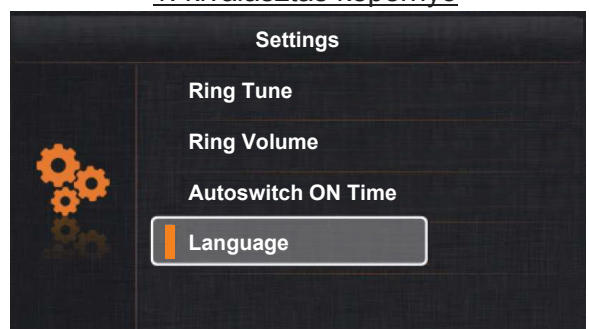 Settings
Ring Tune
Ring Volume
Autoswitch ON Time
Language